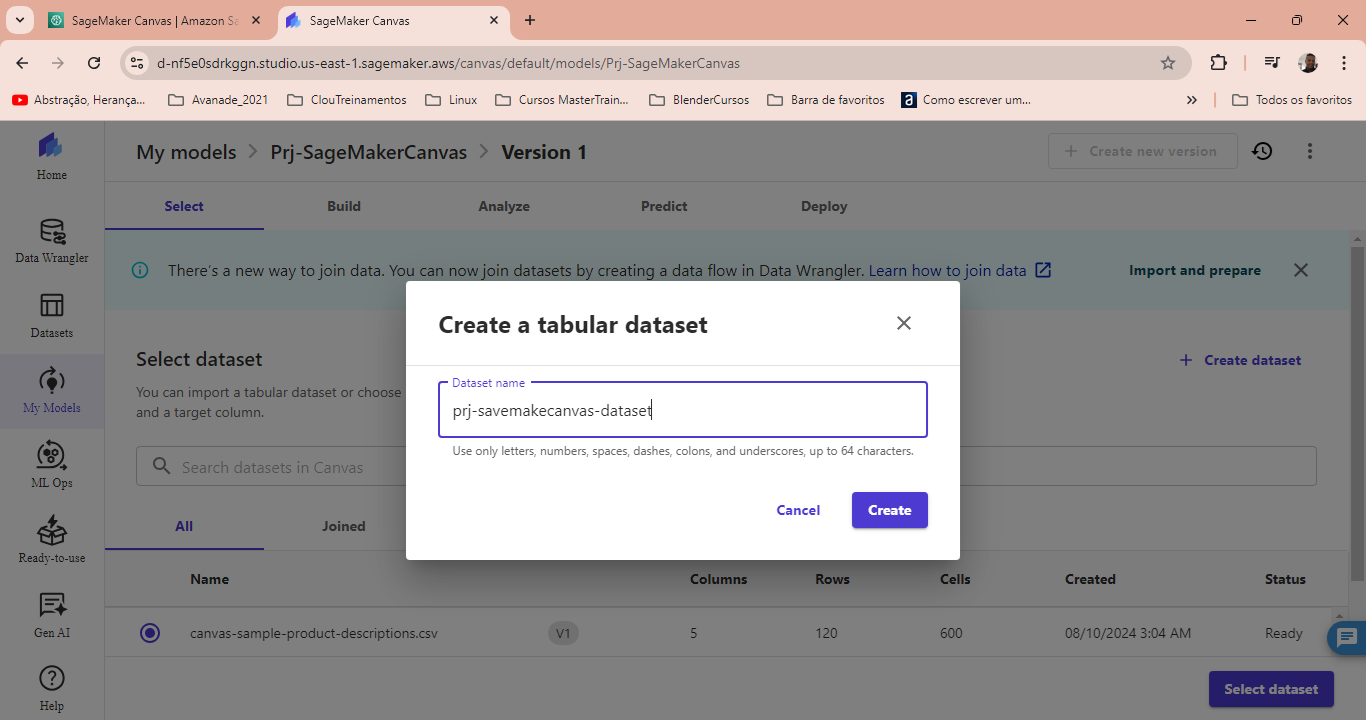 SageMaker Canvas | Amazon Sa
SageMaker Canvas
d-nf5e0sdrkggn.studio.us-east-1.sagemaker.aws/canvas/default/models/Prj-SageMakerCanvas
Abstração, Herança...
Avanade_2021
ClouTreinamentos
Linux
Cursos MasterTrain...
BlenderCursos
Barra de favoritos
Como escrever um...
Todos os favoritos
Home
Data Wrangler
Datasets
My Models
ML Ops
Ready-to-use
Gen AI
Help
My models > Prj-SageMakerCanvas > Version 1
Create new version
Select
Build
Analyze
Predict
Deploy
There's a new way to join data. You can now join datasets by creating a data flow in Data Wrangler. Learn how to join data
Import and prepare
Select dataset
Create dataset
You can import a tabular dataset or choose
and a target column.
Search datasets in Canvas
All
Joined
Create a tabular dataset
Dataset name
prj-savemakecanvas-dataset
Use only letters, numbers, spaces, dashes, colons, and underscores, up to 64 characters.
Cancel
Create
Name Columns Rows Cells Created Status
canvas-sample-product-descriptions.csv V1 5 120 600 08/10/2024 3:04 AM Ready
Select dataset